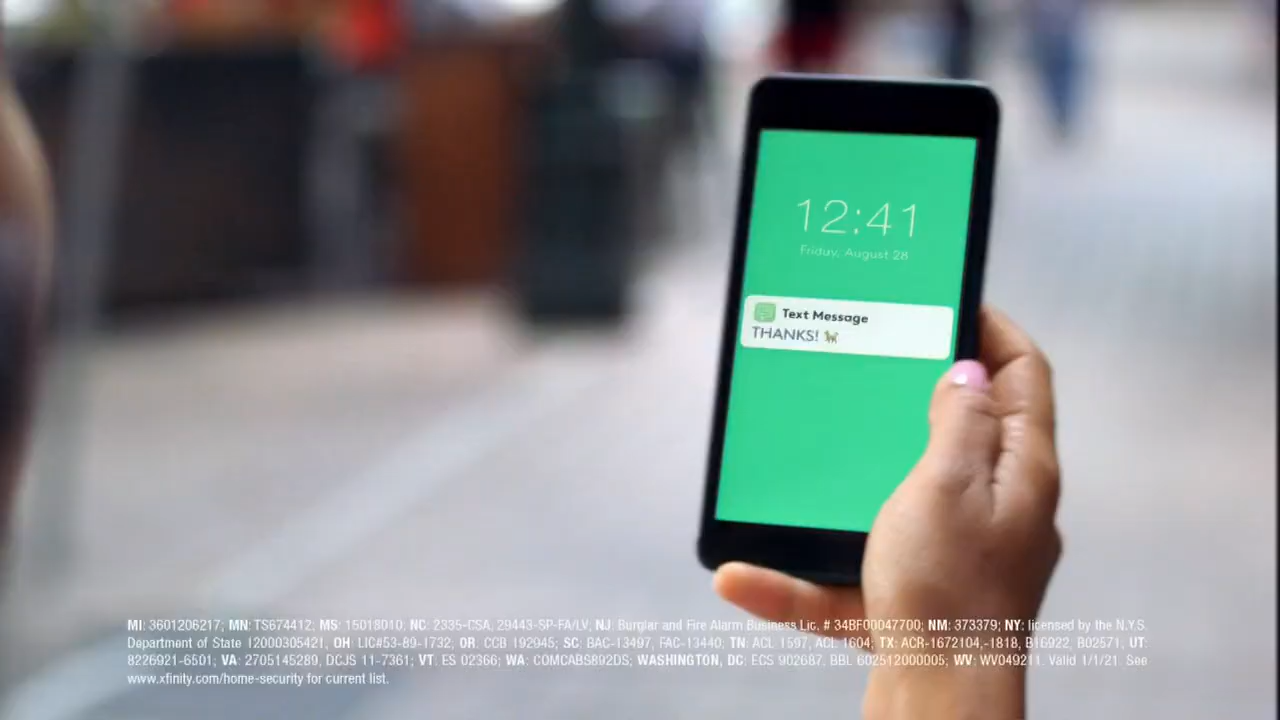 12:41
Friday, August 28
Text Message
THANKS!
MI: 3601206217; MN: TS674412; MS: 15018010; NC: 2335-CSA, 29443-SP-FA/LV, NJ: Burglar and Fire Alarm Business Lic. # 34BF00047700; NM: 373379; NY: licensed by the N.Y.S.
Department of State 12000305421, OH: LIC#53-89-1732, OR: CCB 192945; SC: BAC-13497, FAC-13440; TN: ACL 1597, ACL 1604; TX: ACR-1672104,-1818, B16922, B02571, UT:
8226921-6501; VA: 2705145289, DCJS 11-7361; VT: ES 02366; WA: COMCABS892DS; WASHINGTON, DC: ECS 902687, BBL 602512000005; WV: WV049211. Valid 1/1/21. See
www.xfinity.com/home-security for current list.